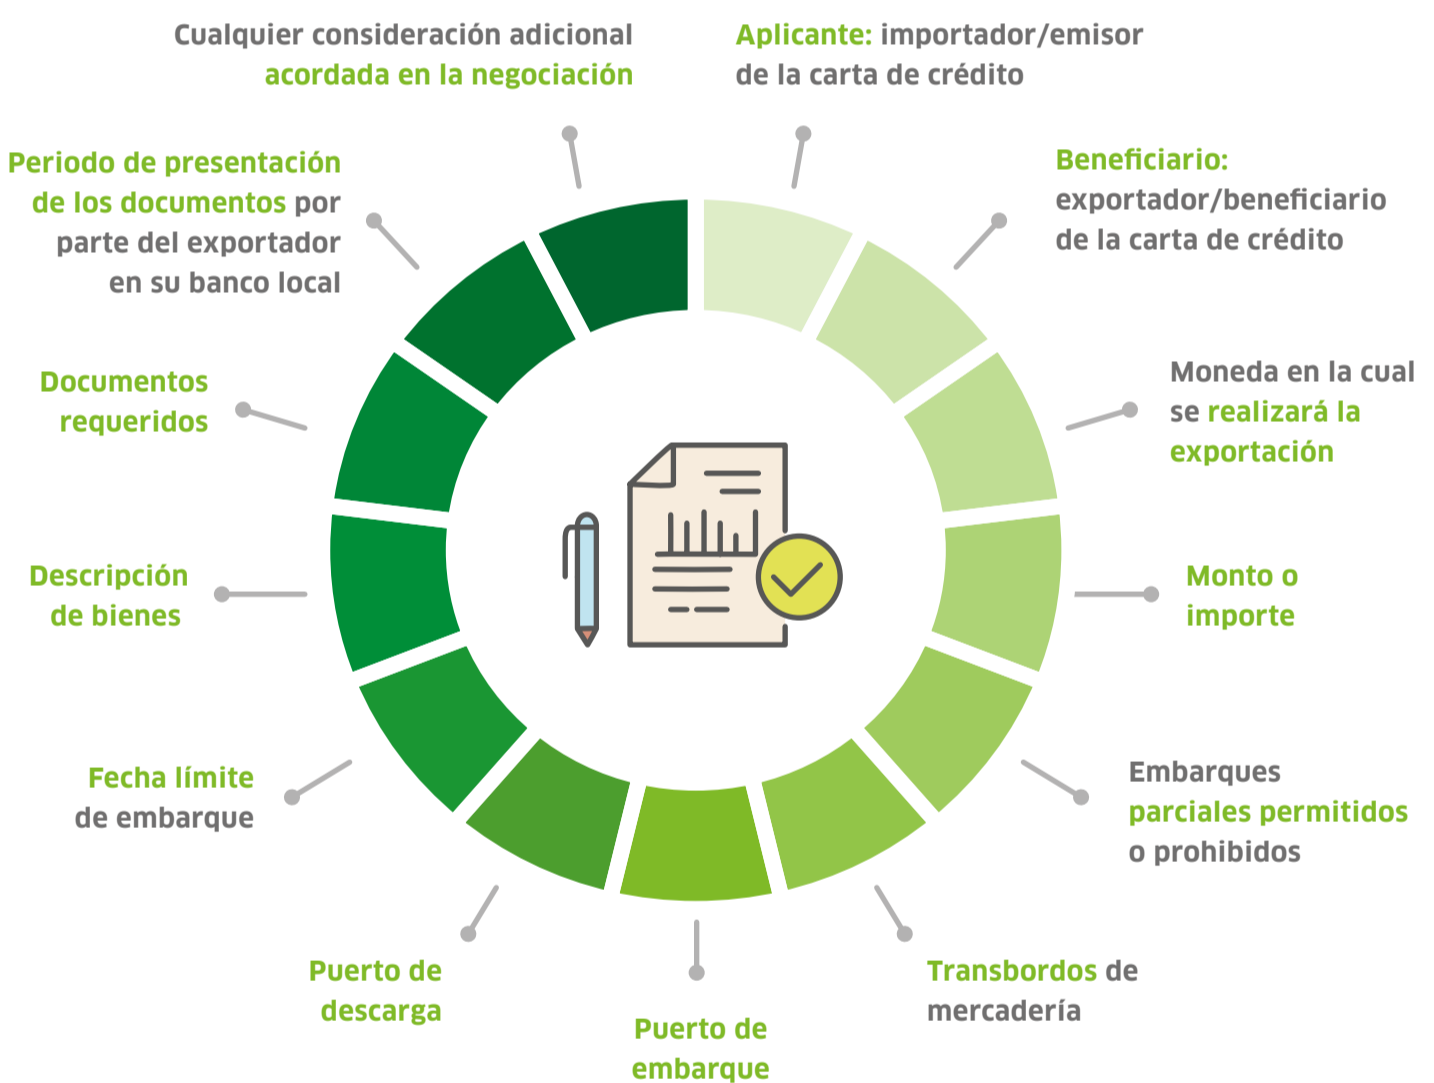 Aplicante: importador/emisor
de la carta de crédito
Beneficiario:
exportador/beneficiario
de la carta de crédito
Moneda en la cual
se realizará la
exportación
Monto o
importe
Embarques
parciales permitidos
o prohibidos
Transbordos de
mercadería
Puerto de
embarque
Puerto de
descarga
Fecha límite
de embarque
Descripción
de bienes
Documentos
requeridos
Periodo de presentación
de los documentos por
parte del exportador
en su banco local
Cualquier consideración adicional
acordada en la negociación